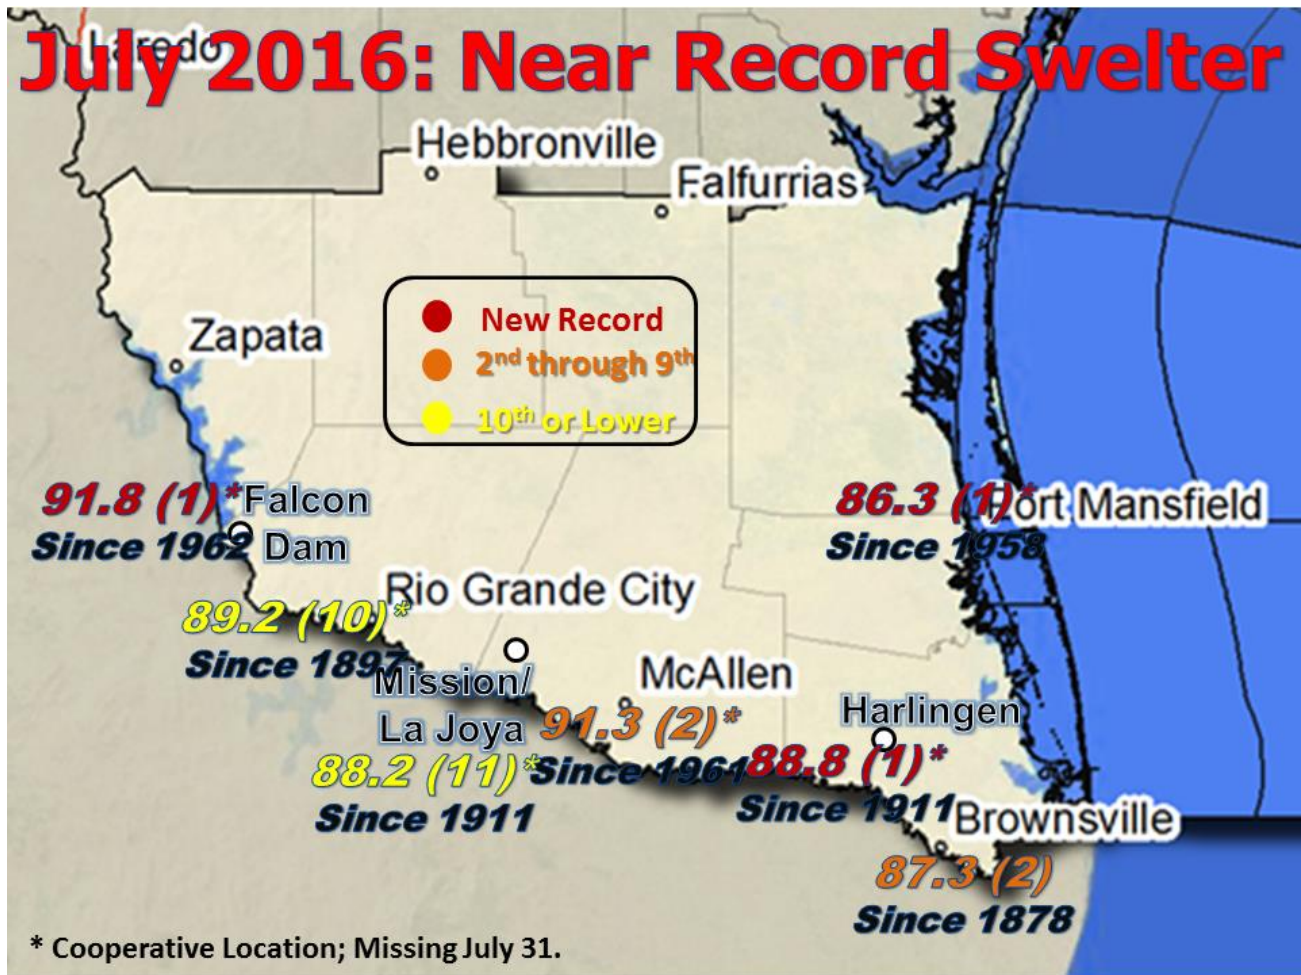 July 2016: Near Record Swelter
Laredo
Hebbronville
Falfurrias
New Record
2nd through 9th
10th or Lower
Zapata
91.8 (1)*
Since 1962
Falcon
Dam
86.3 (1)*
Since 1958
Port Mansfield
Rio Grande City
89.2 (10)*
Since 1897
Mission/
La Joya
88.2 (11)*
Since 1911
McAllen
91.3 (2)*
Since 1961
Harlingen
88.8 (1)*
Since 1911
Brownsville
87.3 (2)
Since 1878
* Cooperative Location; Missing July 31.